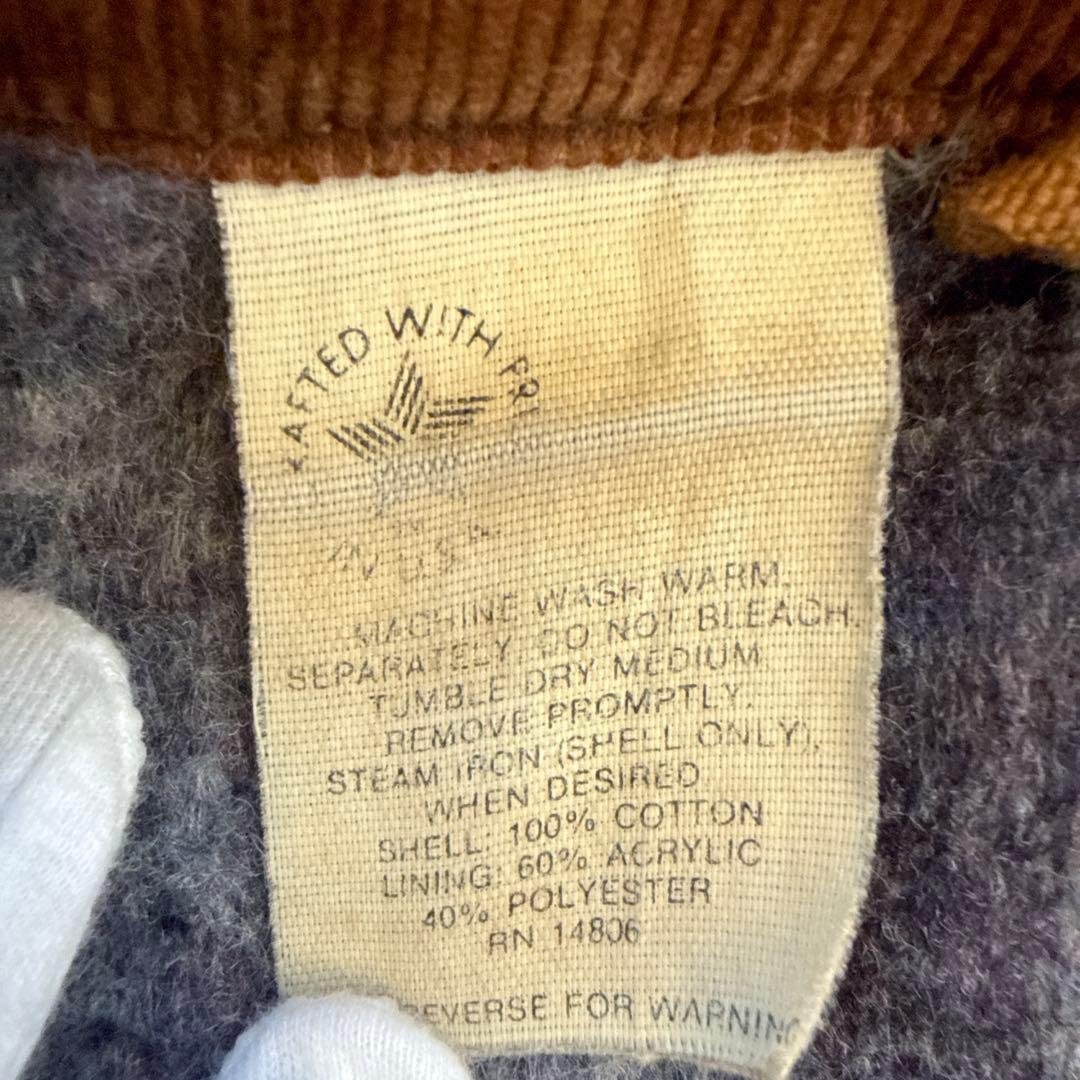 AFTED WITH PRI
IN U.S.A.
MACHINE WASH WARM.
SEPARATELY. DO NOT BLEACH.
TUMBLE DRY MEDIUM.
REMOVE PROMPTLY.
STEAM IRON (SHELL ONLY),
WHEN DESIRED
SHELL: 100% COTTON
LINING: 60% ACRYLIC
40% POLYESTER
RN 14806
REVERSE FOR WARNING